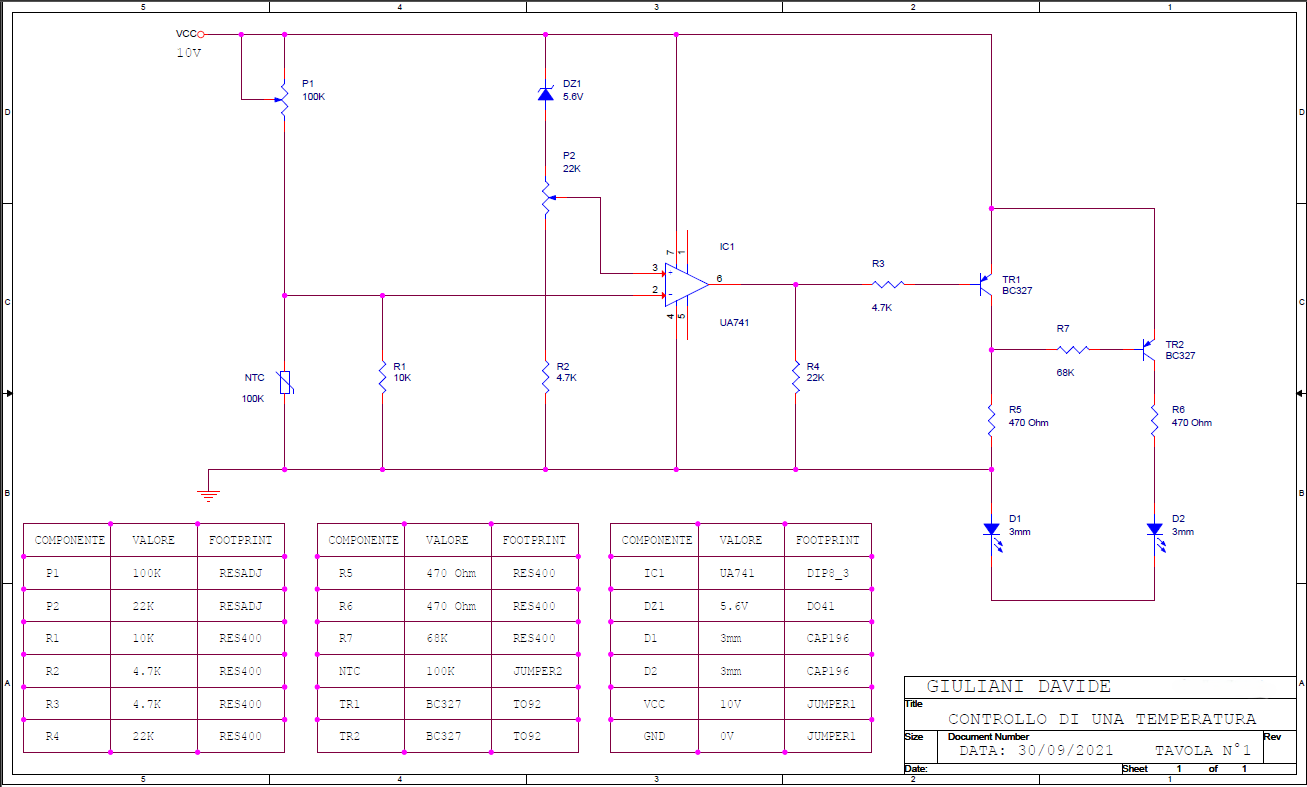 5 4 3 2 1
VCC
10V
P1
100K
DZ1
5.6V
D D
P2
22K
IC1
7 1
3 +
2 -
6
4 5
UA741
R3
4.7K
TR1
BC327
C C
R7
68K
TR2
BC327
NTC
100K
R1
10K
R2
4.7K
R4
22K
R5
470 Ohm
R6
470 Ohm
B B
D1
3mm
D2
3mm
COMPONENTE VALORE FOOTPRINT
P1 100K RESADJ
P2 22K RESADJ
R1 10K RES400
R2 4.7K RES400
R3 4.7K RES400
R4 22K RES400
COMPONENTE VALORE FOOTPRINT
R5 470 Ohm RES400
R6 470 Ohm RES400
R7 68K RES400
NTC 100K JUMPER2
TR1 BC327 TO92
TR2 BC327 TO92
COMPONENTE VALORE FOOTPRINT
IC1 UA741 DIP8_3
DZ1 5.6V DO41
D1 3mm CAP196
D2 3mm CAP196
VCC 10V JUMPER1
GND 0V JUMPER1
A A
GIULIANI DAVIDE
Title
CONTROLLO DI UNA TEMPERATURA
Size Document Number Rev
DATA: 30/09/2021 TAVOLA N°1
Date: Sheet 1 of 1
5 4 3 2 1